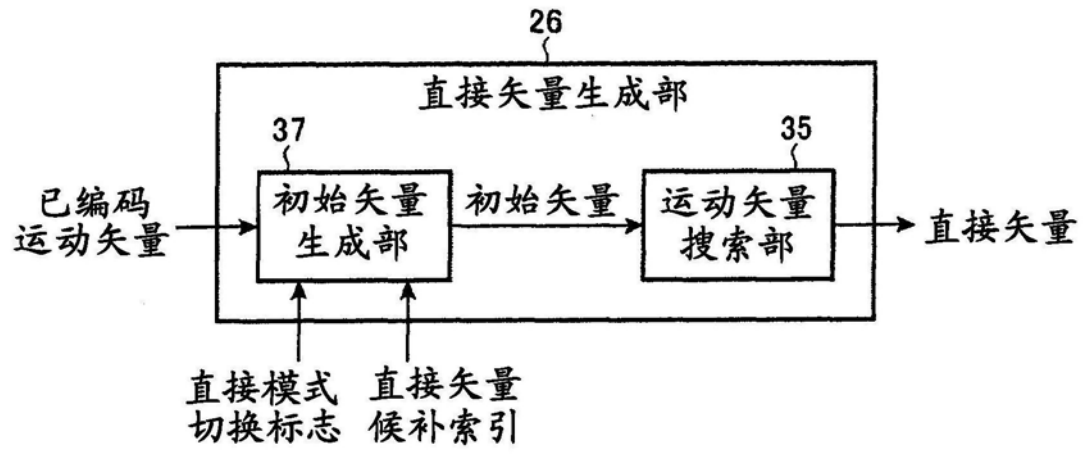 26
直接矢量生成部
37
35
已编码
运动矢量
初始矢量
生成部
初始矢量
运动矢量
搜索部
直接矢量
直接模式
切换标志
直接矢量
候补索引